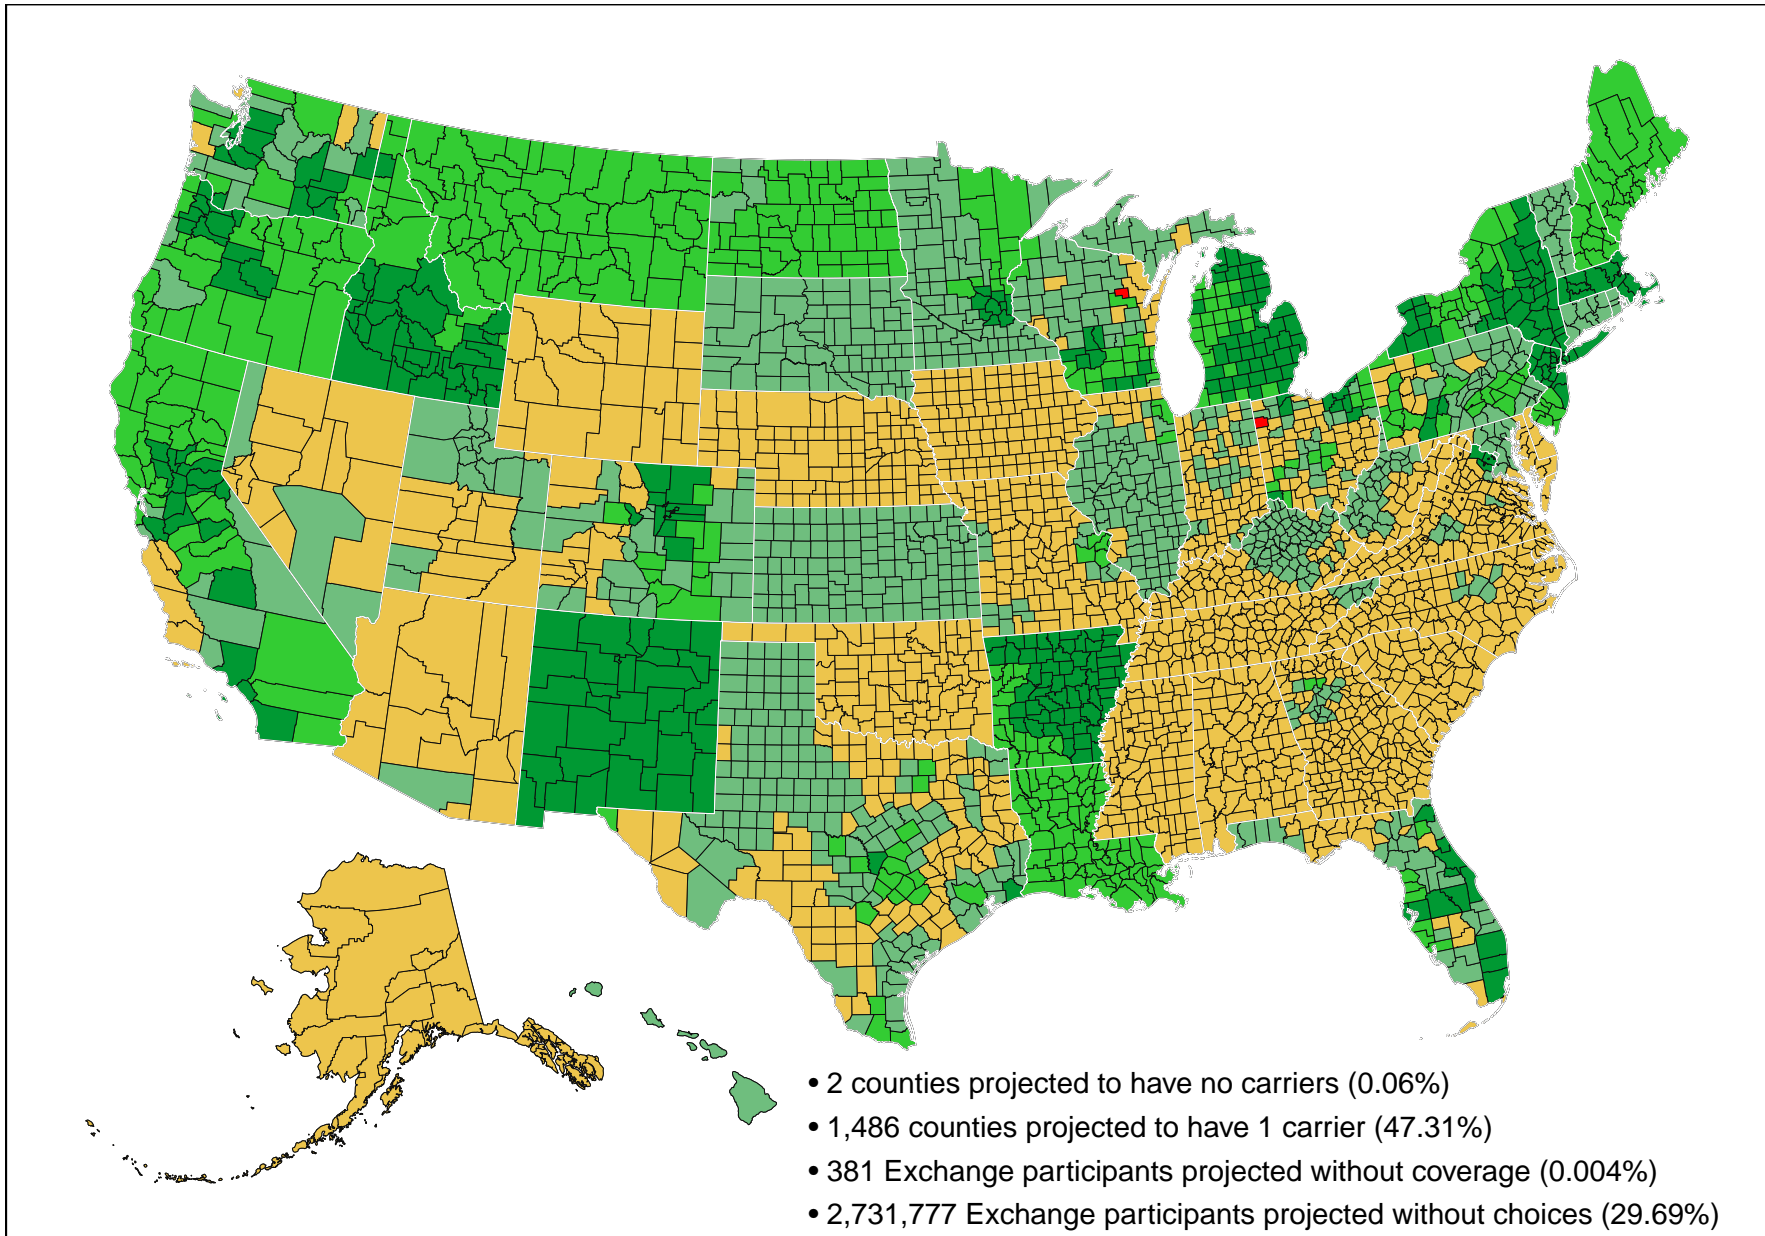 • 2 counties projected to have no carriers (0.06%)
• 1,486 counties projected to have 1 carrier (47.31%)
• 381 Exchange participants projected without coverage (0.004%)
• 2,731,777 Exchange participants projected without choices (29.69%)